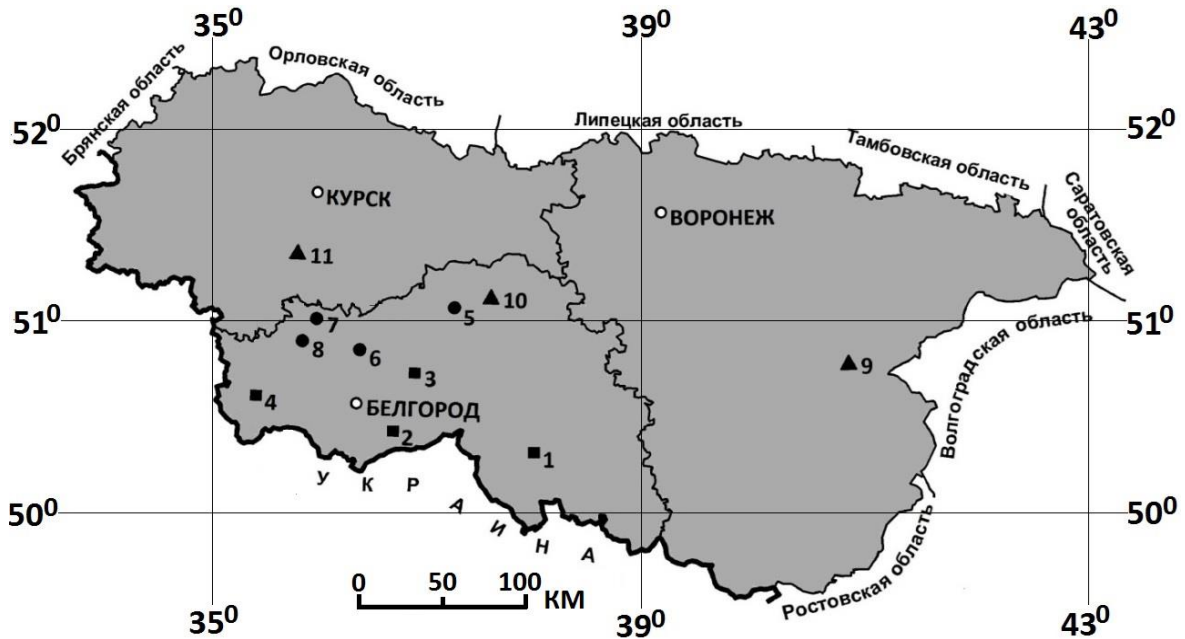 35⁰ 39⁰ 43⁰
Брянская область
Орловская область
Липецкая область
Тамбовская область
Саратовская
область
52⁰ 52⁰
КУРСК
ВОРОНЕЖ
11
10
51⁰ 51⁰
5
7
8
6
3
9
4
БЕЛГОРОД
2
1
Волгоградская область
УКРАИНА
50⁰ 50⁰
Ростовская область
0 50 100
КМ
35⁰ 39⁰ 43⁰